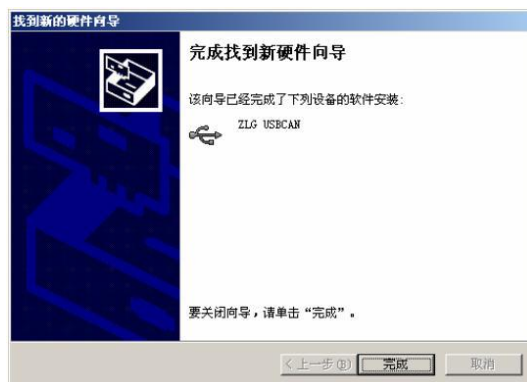 找到新的硬件向导
完成找到新硬件向导
该向导已经完成了下列设备的软件安装:
ZLG USBCAN
要关闭向导，请单击“完成”。
< 上一步(B)
完成
取消